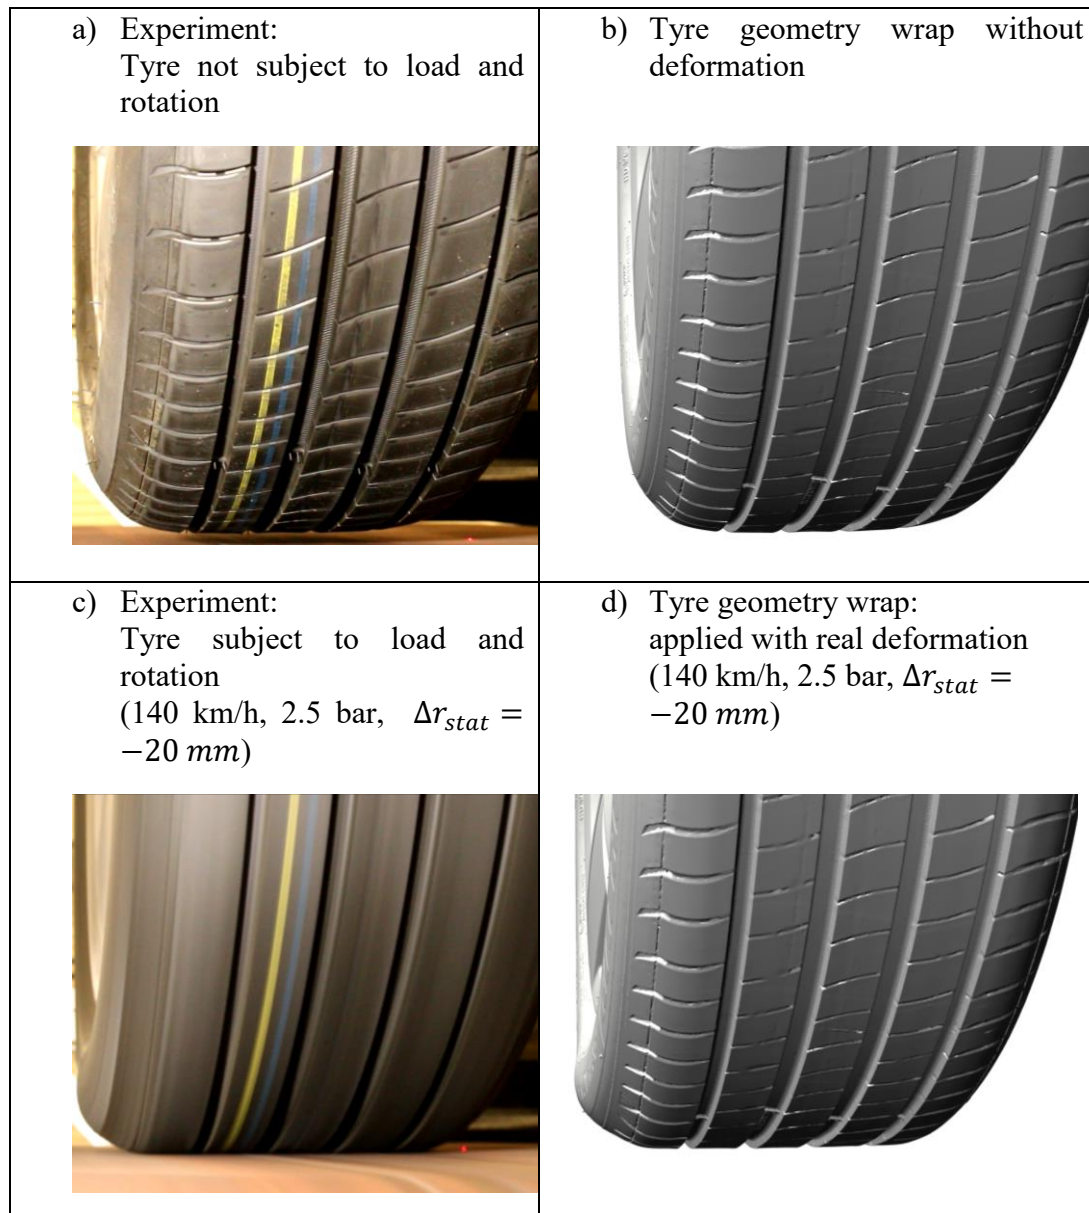 a) Experiment:
Tyre not subject to load and
rotation
b) Tyre geometry wrap without
deformation
c) Experiment:
Tyre subject to load and
rotation
(140 km/h, 2.5 bar, Δr_stat =
−20 mm)
d) Tyre geometry wrap:
applied with real deformation
(140 km/h, 2.5 bar, Δr_stat =
−20 mm)